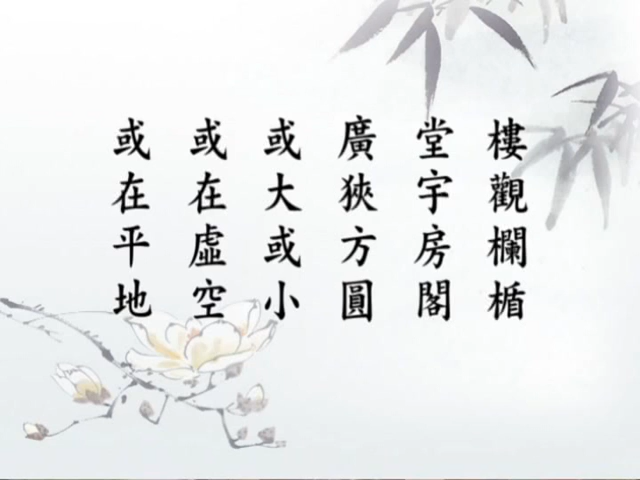 樓觀欄楯
堂宇房閣
廣狹方圓
或大或小
或在虛空
或在平地